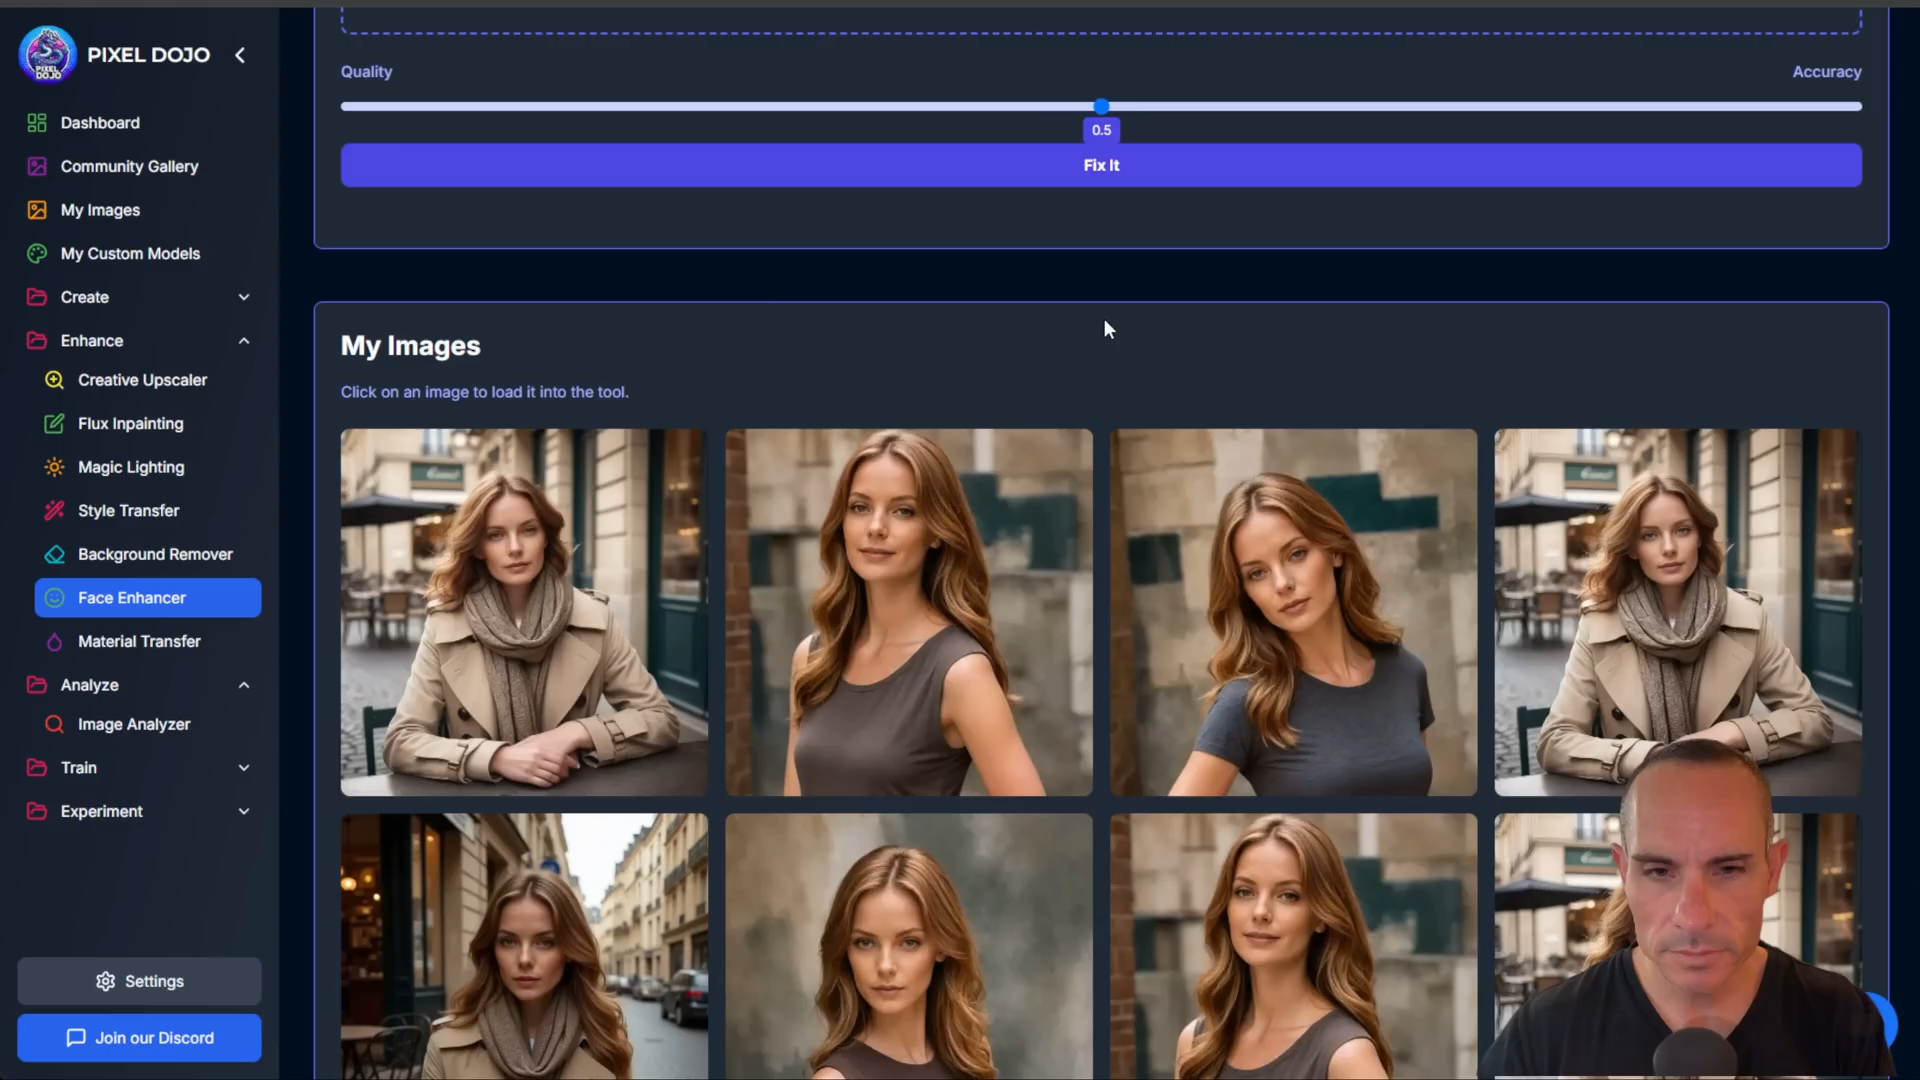 PIXEL DOJO
PIXEL
DOJO
Dashboard
Community Gallery
My Images
My Custom Models
Create
Enhance
Creative Upscaler
Flux Inpainting
Magic Lighting
Style Transfer
Background Remover
Face Enhancer
Material Transfer
Analyze
Image Analyzer
Train
Experiment
Settings
Join our Discord
Quality
Accuracy
0.5
Fix It
My Images
Click on an image to load it into the tool.